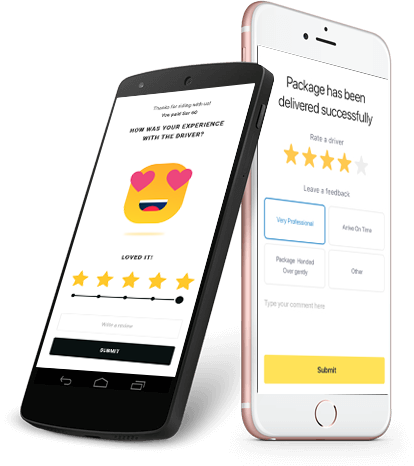 Thanks for riding with us!
You paid
HOW WAS YOUR EXPERIENCE
WITH THE DRIVER?
LOVED IT!
Write a review
SUBMIT
Package has been
delivered successfully
Rate a driver
Leave a feedback
Very Professional
Arrive On Time
Package Handed
Over gently
Other
Type your comment here
Submit